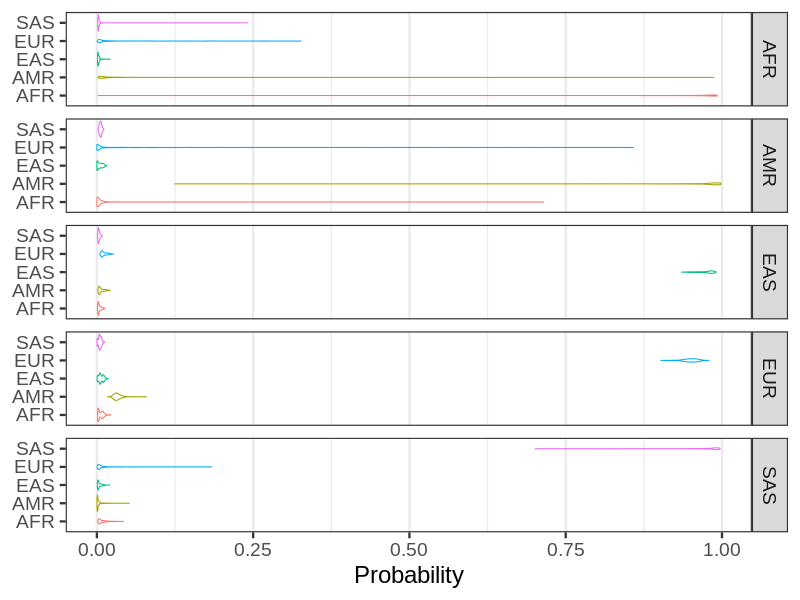 SAS
EUR
EAS
AMR
AFR
AFR
SAS
EUR
EAS
AMR
AFR
AMR
SAS
EUR
EAS
AMR
AFR
EAS
SAS
EUR
EAS
AMR
AFR
EUR
SAS
EUR
EAS
AMR
AFR
SAS
0.00 0.25 0.50 0.75 1.00
Probability